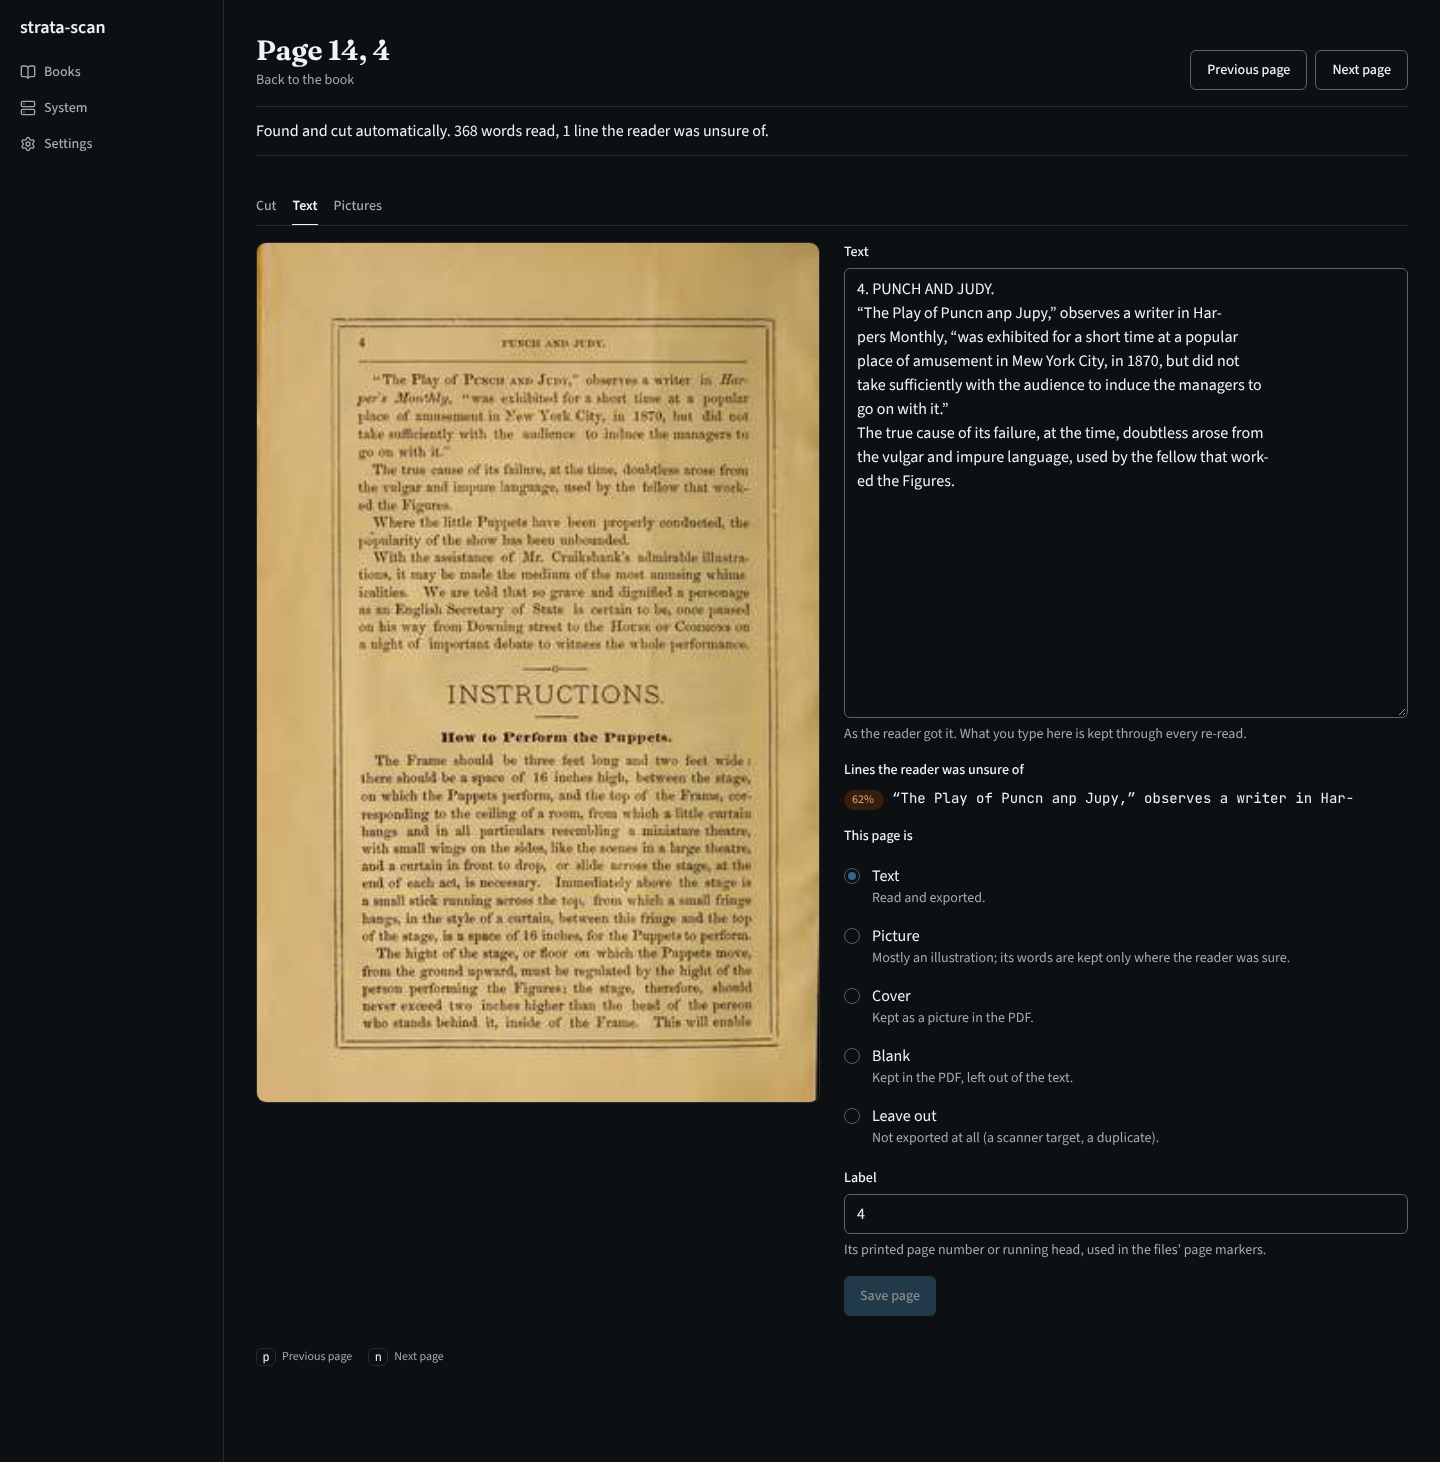 strata-scan
Books
System
Settings
Page 14, 4
Back to the book
Previous page
Next page
Found and cut automatically. 368 words read, 1 line the reader was unsure of.
Cut
Text
Pictures
4
PUNCH AND JUDY.
“The Play of PUNCH AND JUDY,” observes a writer in Har-
per's Monthly, “was exhibited for a short time at a popular
place of amusement in New York City, in 1870, but did not
take sufficiently with the audience to induce the managers to
go on with it.”
The true cause of its failure, at the time, doubtless arose from
the vulgar and impure language, used by the fellow that work-
ed the Figures.
Where the little Puppets have been properly conducted, the
popularity of the show has been unbounded.
With the assistance of Mr. Cruikshank's admirable illustra-
tions, it may be made the medium of the most amusing whims
icalities. We are told that so grave and dignified a personage
as an English Secretary of State is certain to be, once paused
on his way from Downing street to the HOUSE OF COMMONS on
a night of important debate to witness the whole performance.
INSTRUCTIONS.
How to Perform the Puppets.
The Frame should be three feet long and two feet wide:
there should be a space of 16 inches high, between the stage,
on which the Puppets perform, and the top of the Frame, cor-
responding to the ceiling of a room, from which a little curtain
hangs and in all particulars resembling a miniature theatre,
with small wings on the sides, like the scenes in a large theatre,
and a curtain in front to drop, or slide across the stage, at the
end of each act, is necessary. Immediately above the stage is
a small stick running across the top, from which a small fringe
hangs, in the style of a curtain, between this fringe and the top
of the stage, is a space of 16 inches, for the Puppets to perform.
The hight of the stage, or floor on which the Puppets move,
from the ground upward, must be regulated by the hight of the
person performing the Figures; the stage, therefore, should
never exceed two inches higher than the head of the person
who stands behind it, inside of the Frame. This will enable
Text
4. PUNCH AND JUDY.
“The Play of Puncn anp Jupy,” observes a writer in Har-
pers Monthly, “was exhibited for a short time at a popular
place of amusement in Mew York City, in 1870, but did not
take sufficiently with the audience to induce the managers to
go on with it.”
The true cause of its failure, at the time, doubtless arose from
the vulgar and impure language, used by the fellow that work-
ed the Figures.
As the reader got it. What you type here is kept through every re-read.
Lines the reader was unsure of
62% “The Play of Puncn anp Jupy,” observes a writer in Har-
This page is
Text
Read and exported.
Picture
Mostly an illustration; its words are kept only where the reader was sure.
Cover
Kept as a picture in the PDF.
Blank
Kept in the PDF, left out of the text.
Leave out
Not exported at all (a scanner target, a duplicate).
Label
4
Its printed page number or running head, used in the files’ page markers.
Save page
p Previous page n Next page